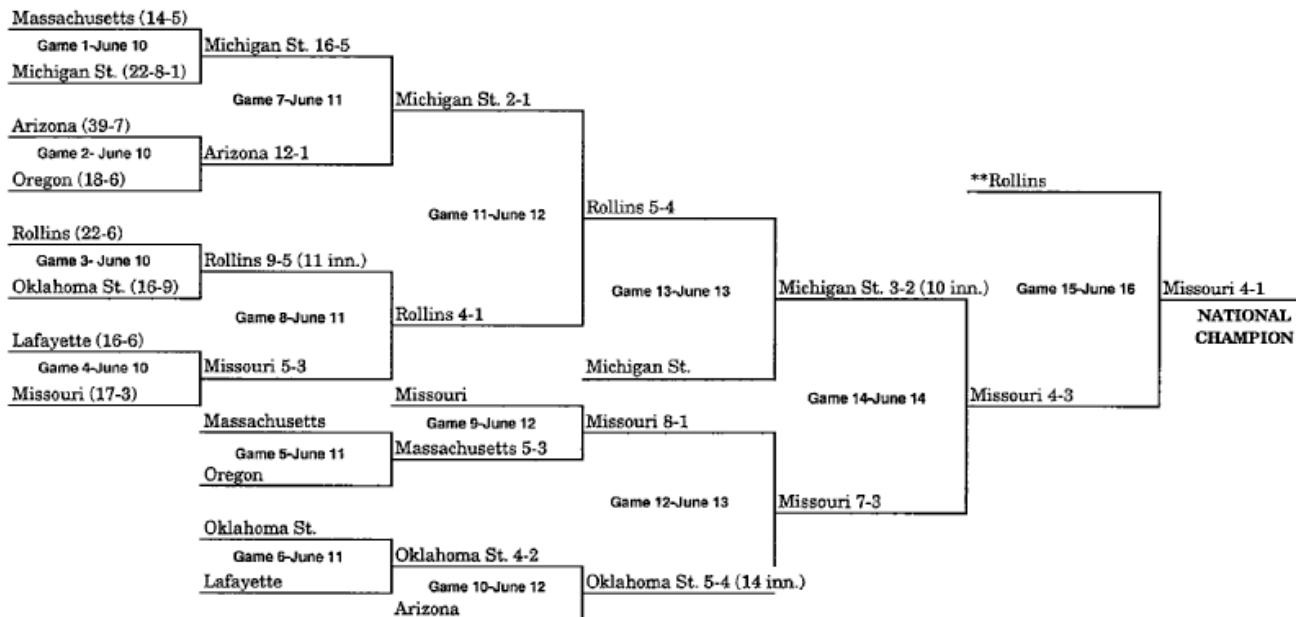 Massachusetts (14-5)
Game 1-June 10
Michigan St. (22-8-1)
Michigan St. 16-5
Game 7-June 11
Arizona (39-7)
Game 2- June 10
Oregon (18-6)
Arizona 12-1
Michigan St. 2-1
Game 11-June 12
Rollins (22-6)
Game 3- June 10
Oklahoma St. (16-9)
Rollins 9-5 (11 inn.)
Game 8-June 11
Lafayette (16-6)
Game 4-June 10
Missouri (17-3)
Missouri 5-3
Rollins 4-1
Rollins 5-4
Game 13-June 13
Michigan St.
Michigan St. 3-2 (10 inn.)
Massachusetts
Game 5-June 11
Oregon
Missouri
Game 9-June 12
Massachusetts 5-3
Missouri 8-1
Game 12-June 13
Oklahoma St.
Game 6-June 11
Lafayette
Oklahoma St. 4-2
Game 10-June 12
Arizona
Oklahoma St. 5-4 (14 inn.)
Missouri 7-3
Game 14-June 14
**Rollins
Game 15-June 16
Missouri 4-3
Missouri 4-1
NATIONAL
CHAMPION